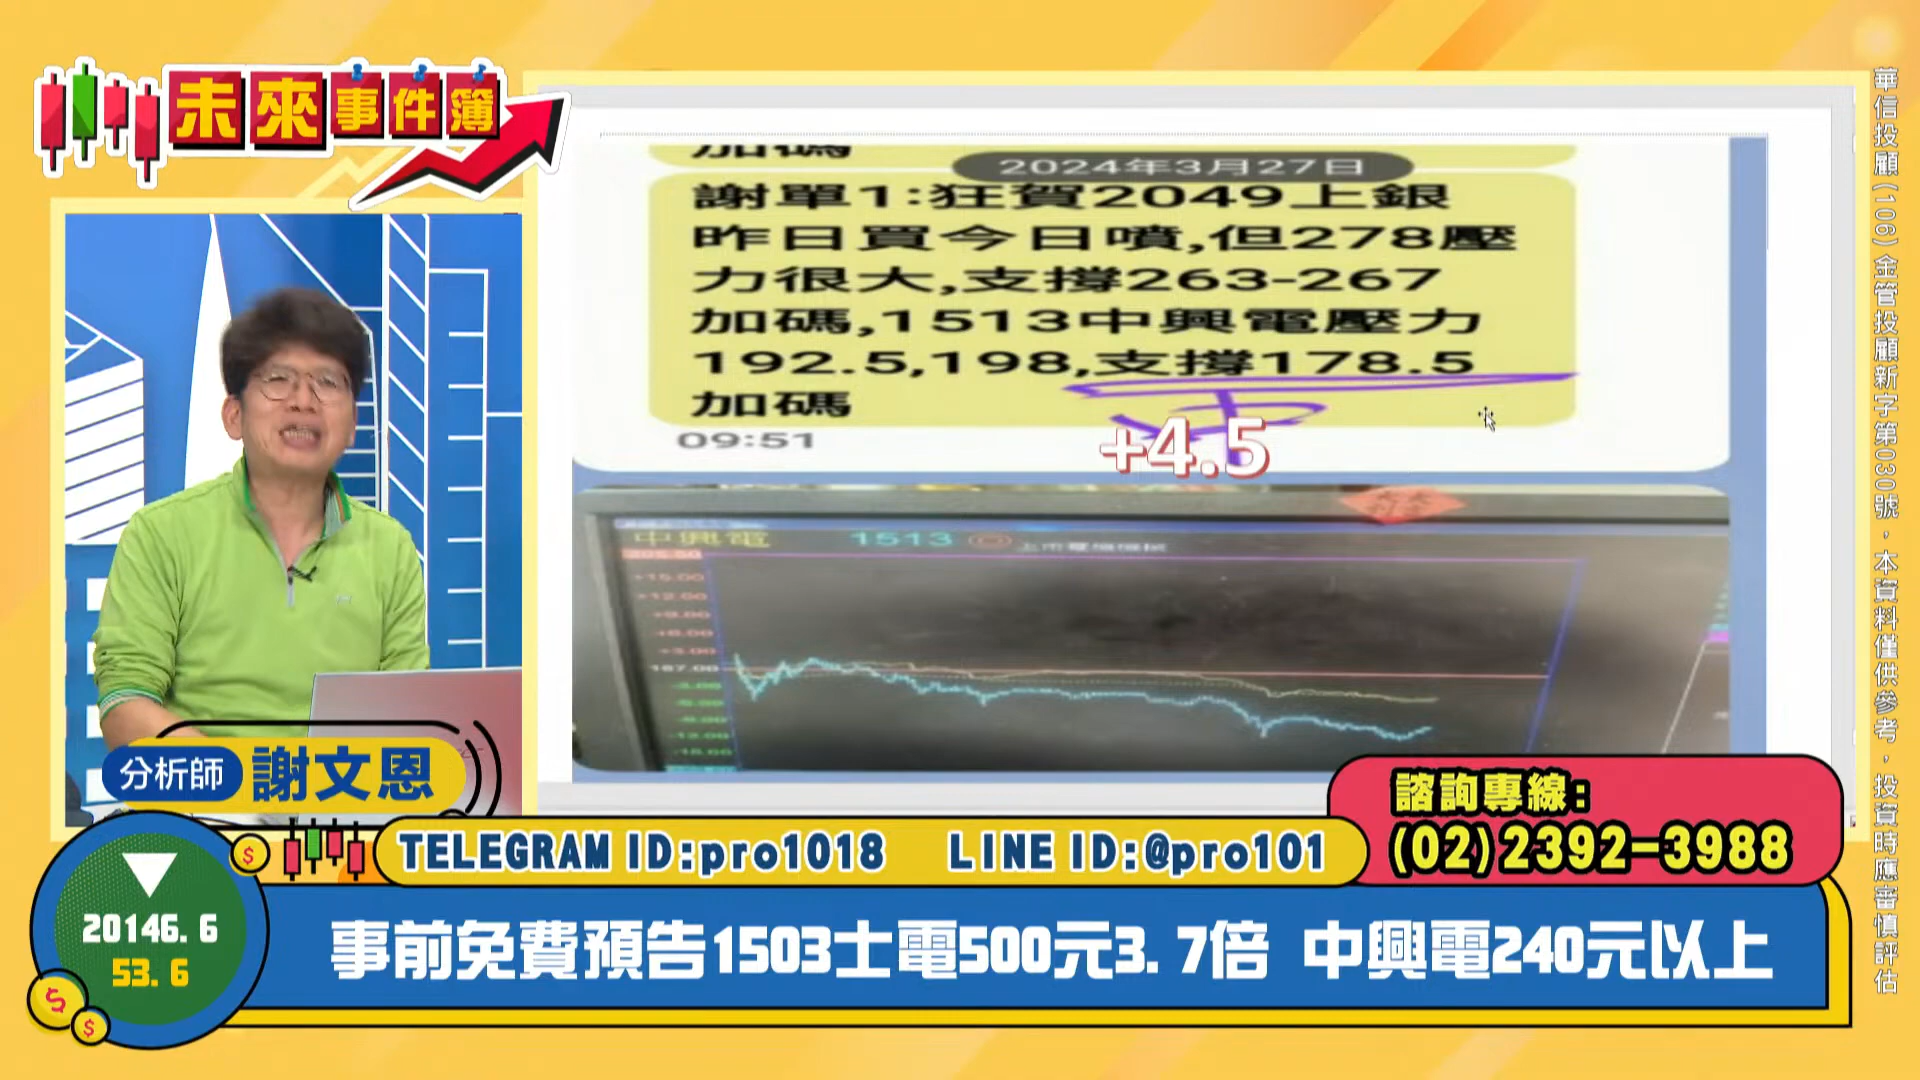 未來事件簿
加碼
2024年3月27日
謝單1:狂賀2049上銀
昨日買今日噴,但278壓
力很大,支撐263-267
加碼,1513中興電壓力
192.5,198,支撐178.5
加碼
09:51
+4.5
中興電 1513
187.00
分析師 謝文恩
諮詢專線:
(02)2392-3988
TELEGRAM ID:pro1018 LINE ID:@pro101
20146.6
53.6
事前免費預告1503士電500元3.7倍 中興電240元以上
華信投顧(106)金管投顧新字第030號，本資料僅供參考，投資時應審慎評估